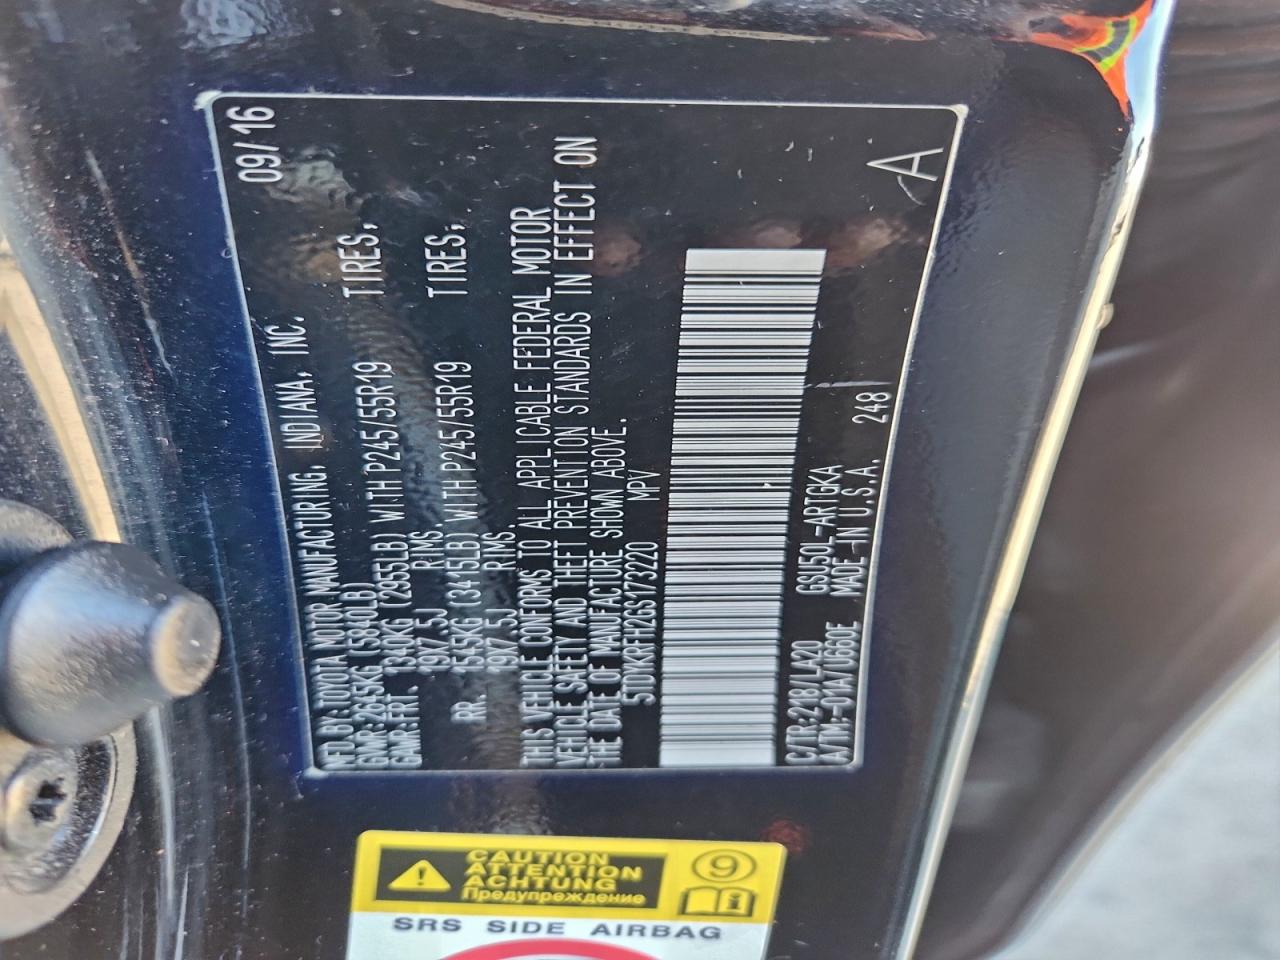 MFD BY:TOYOTA MOTOR MANUFACTURING, INDIANA, INC. 09/16
GVWR:2655KG (5840LB)
GAWR:FRT. 1340KG (2955LB) WITH P245/55R19 TIRES,
19X7.5J RIMS.
RR. 1545KG (3415LB) WITH P245/55R19 TIRES,
19X7.5J RIMS.
THIS VEHICLE CONFORMS TO ALL APPLICABLE FEDERAL MOTOR
VEHICLE SAFETY AND THEFT PREVENTION STANDARDS IN EFFECT ON
THE DATE OF MANUFACTURE SHOWN ABOVE.
5TDYKRFH2GS173220 MPV
C/TR:218/LA20 GSU50L-ARTGKA
A/TM:-01A/U660E MADE IN U.S.A. 248 A
CAUTION
ATTENTION
ACHTUNG
Предупреждение
9
SRS SIDE AIRBAG